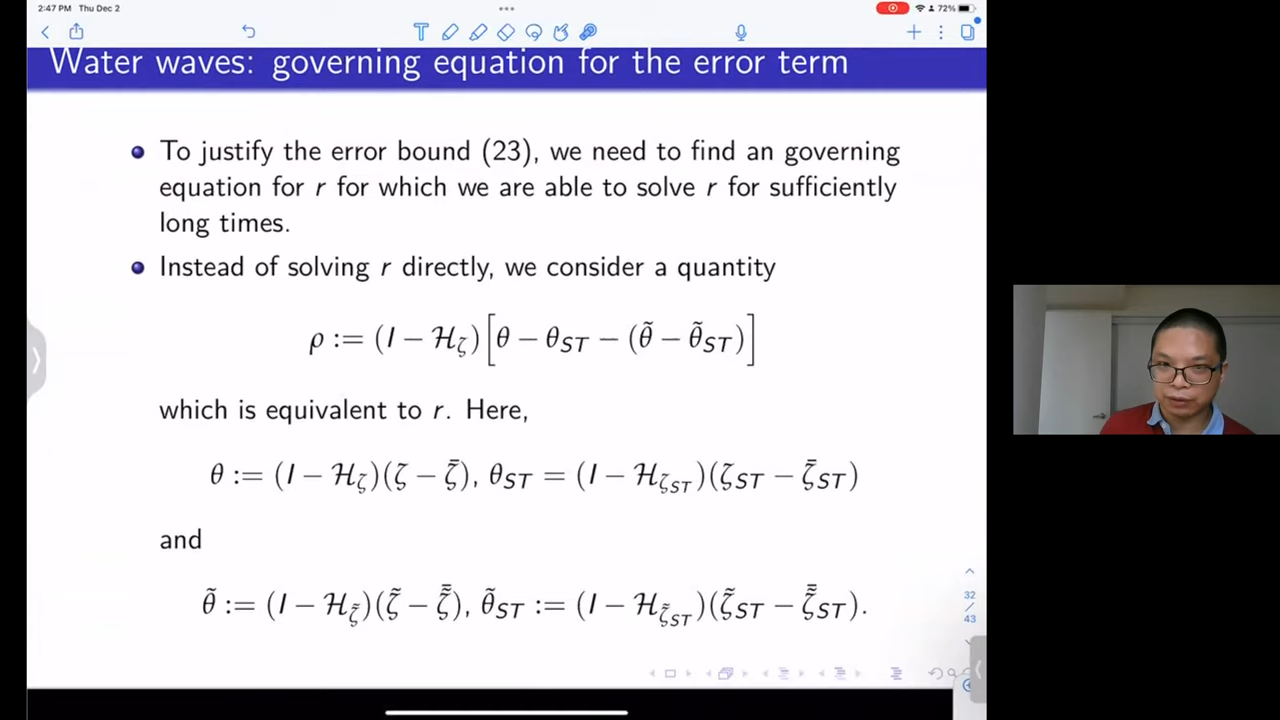 2:47 PM Thu Dec 2
72%
Water waves: governing equation for the error term
To justify the error bound (23), we need to find an governing
equation for r for which we are able to solve r for sufficiently
long times.
Instead of solving r directly, we consider a quantity
ρ := (I − ℋ_ζ)[θ − θ_ST − (θ̃ − θ̃_ST)]
which is equivalent to r. Here,
θ := (I − ℋ_ζ)(ζ − ζ̄), θ_ST = (I − ℋ_ζ_ST)(ζ_ST − ζ̄_ST)
and
θ̃ := (I − ℋ_ζ̃)(ζ̃ − ζ̃̄), θ̃_ST := (I − ℋ_ζ̃_ST)(ζ̃_ST − ζ̃̄_ST).
32
/
43